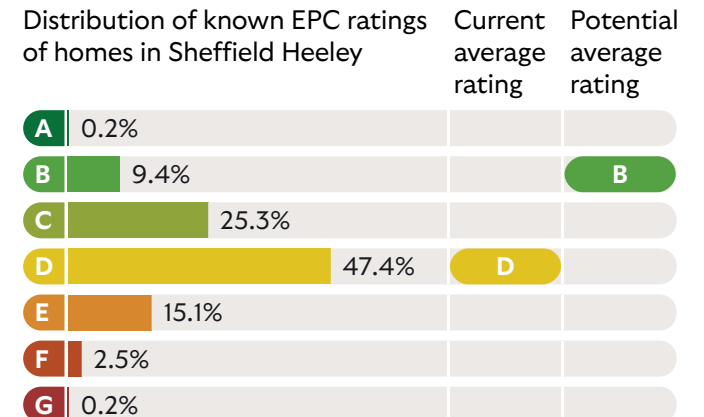 Distribution of known EPC ratings
of homes in Sheffield Heeley
Current
average
rating
Potential
average
rating
A 0.2%
B 9.4% B
C 25.3%
D 47.4% D
E 15.1%
F 2.5%
G 0.2%